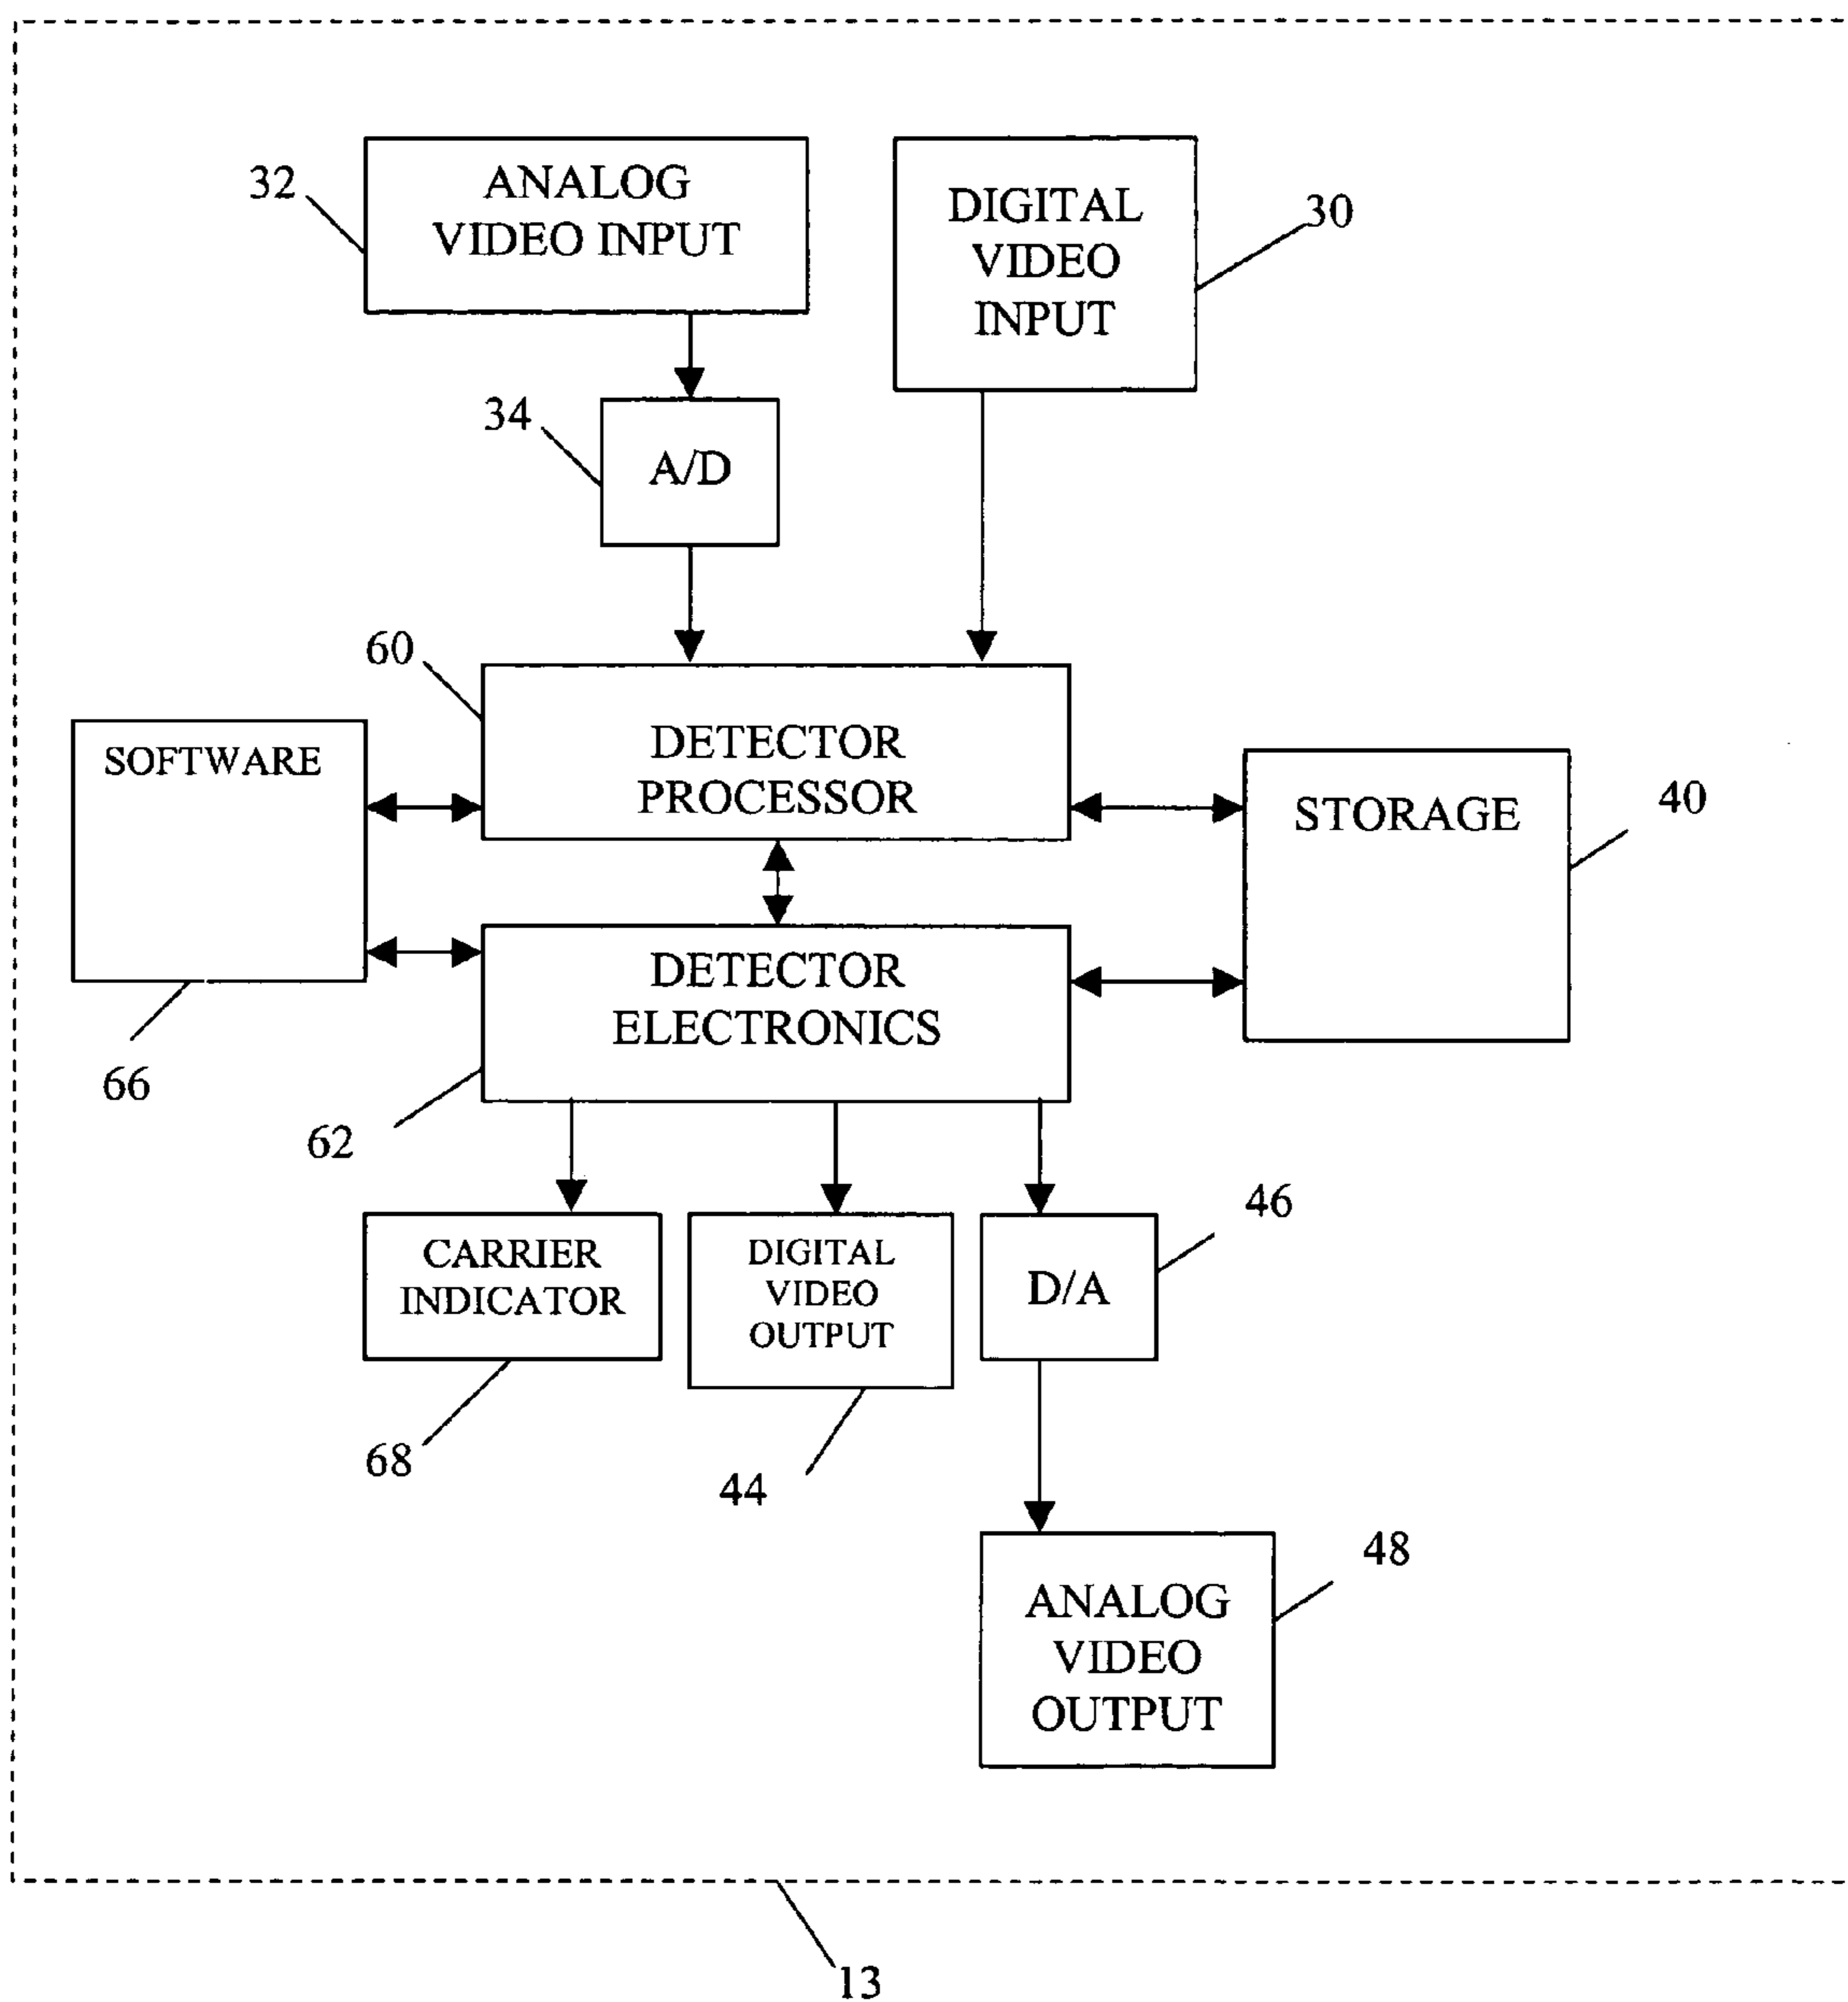 32
ANALOG
VIDEO INPUT
DIGITAL
VIDEO
INPUT
30
34
A/D
60
DETECTOR
PROCESSOR
SOFTWARE
66
STORAGE
40
DETECTOR
ELECTRONICS
62
CARRIER
INDICATOR
68
DIGITAL
VIDEO
OUTPUT
44
D/A
46
ANALOG
VIDEO
OUTPUT
48
13